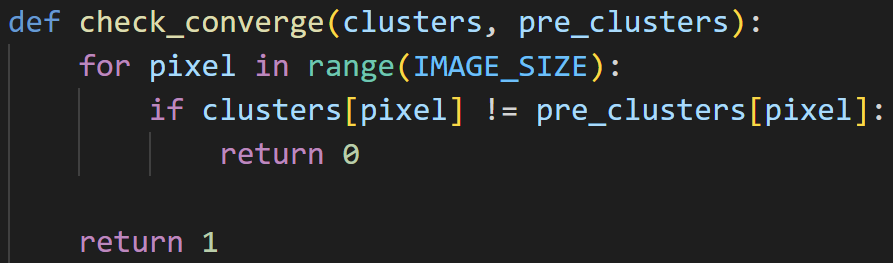 def check_converge(clusters, pre_clusters):
    for pixel in range(IMAGE_SIZE):
        if clusters[pixel] != pre_clusters[pixel]:
            return 0
    return 1